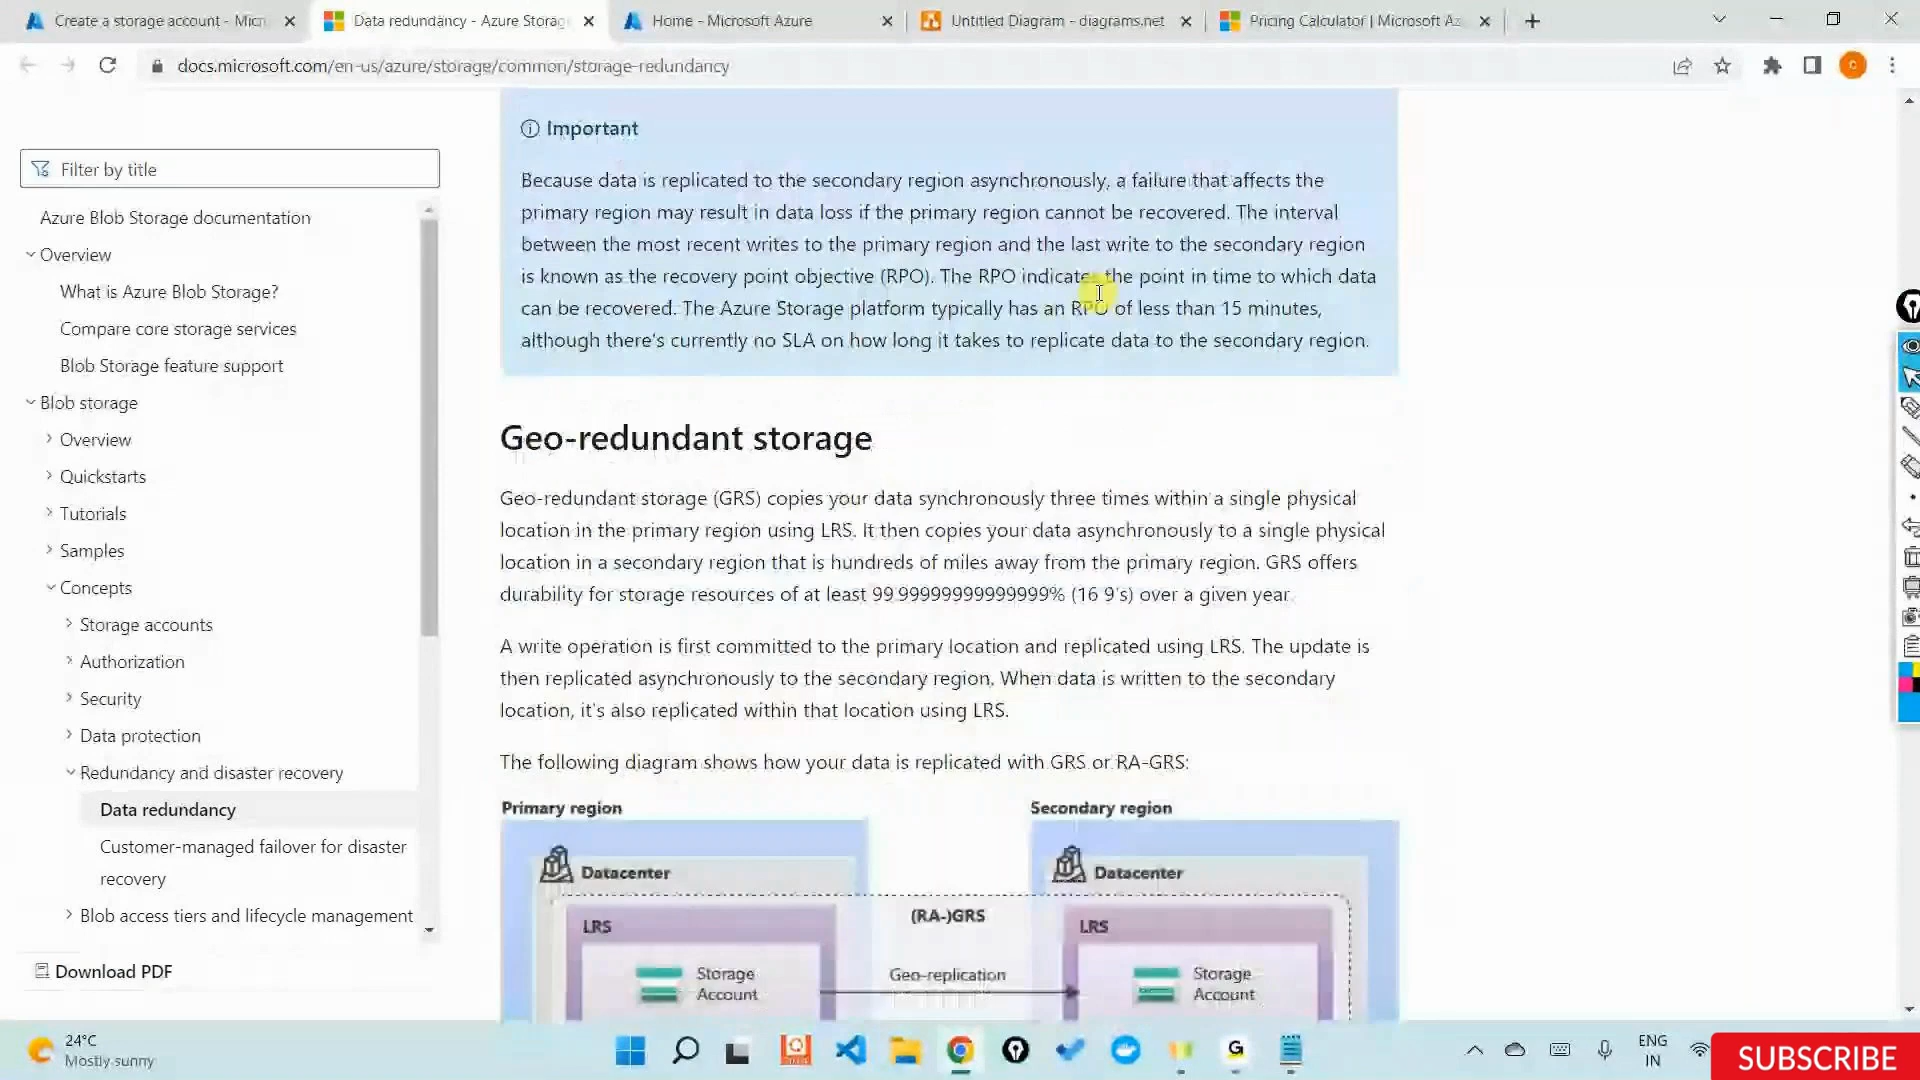 Create a storage account - Micr
Data redundancy - Azure Storag
Home - Microsoft Azure
Untitled Diagram - diagrams.net
Pricing Calculator | Microsoft Az
docs.microsoft.com/en-us/azure/storage/common/storage-redundancy
C
Filter by title
Azure Blob Storage documentation
Overview
What is Azure Blob Storage?
Compare core storage services
Blob Storage feature support
Blob storage
Overview
Quickstarts
Tutorials
Samples
Concepts
Storage accounts
Authorization
Security
Data protection
Redundancy and disaster recovery
Data redundancy
Customer-managed failover for disaster
recovery
Blob access tiers and lifecycle management
Download PDF
Important
Because data is replicated to the secondary region asynchronously, a failure that affects the
primary region may result in data loss if the primary region cannot be recovered. The interval
between the most recent writes to the primary region and the last write to the secondary region
is known as the recovery point objective (RPO). The RPO indicates the point in time to which data
can be recovered. The Azure Storage platform typically has an RPO of less than 15 minutes,
although there's currently no SLA on how long it takes to replicate data to the secondary region.
Geo-redundant storage
Geo-redundant storage (GRS) copies your data synchronously three times within a single physical
location in the primary region using LRS. It then copies your data asynchronously to a single physical
location in a secondary region that is hundreds of miles away from the primary region. GRS offers
durability for storage resources of at least 99.99999999999999% (16 9's) over a given year.
A write operation is first committed to the primary location and replicated using LRS. The update is
then replicated asynchronously to the secondary region. When data is written to the secondary
location, it's also replicated within that location using LRS.
The following diagram shows how your data is replicated with GRS or RA-GRS:
Primary region
Secondary region
Datacenter
Datacenter
(RA-)GRS
LRS
LRS
Storage
Account
Geo-replication
Storage
Account
24°C
Mostly sunny
ENG
IN
SUBSCRIBE